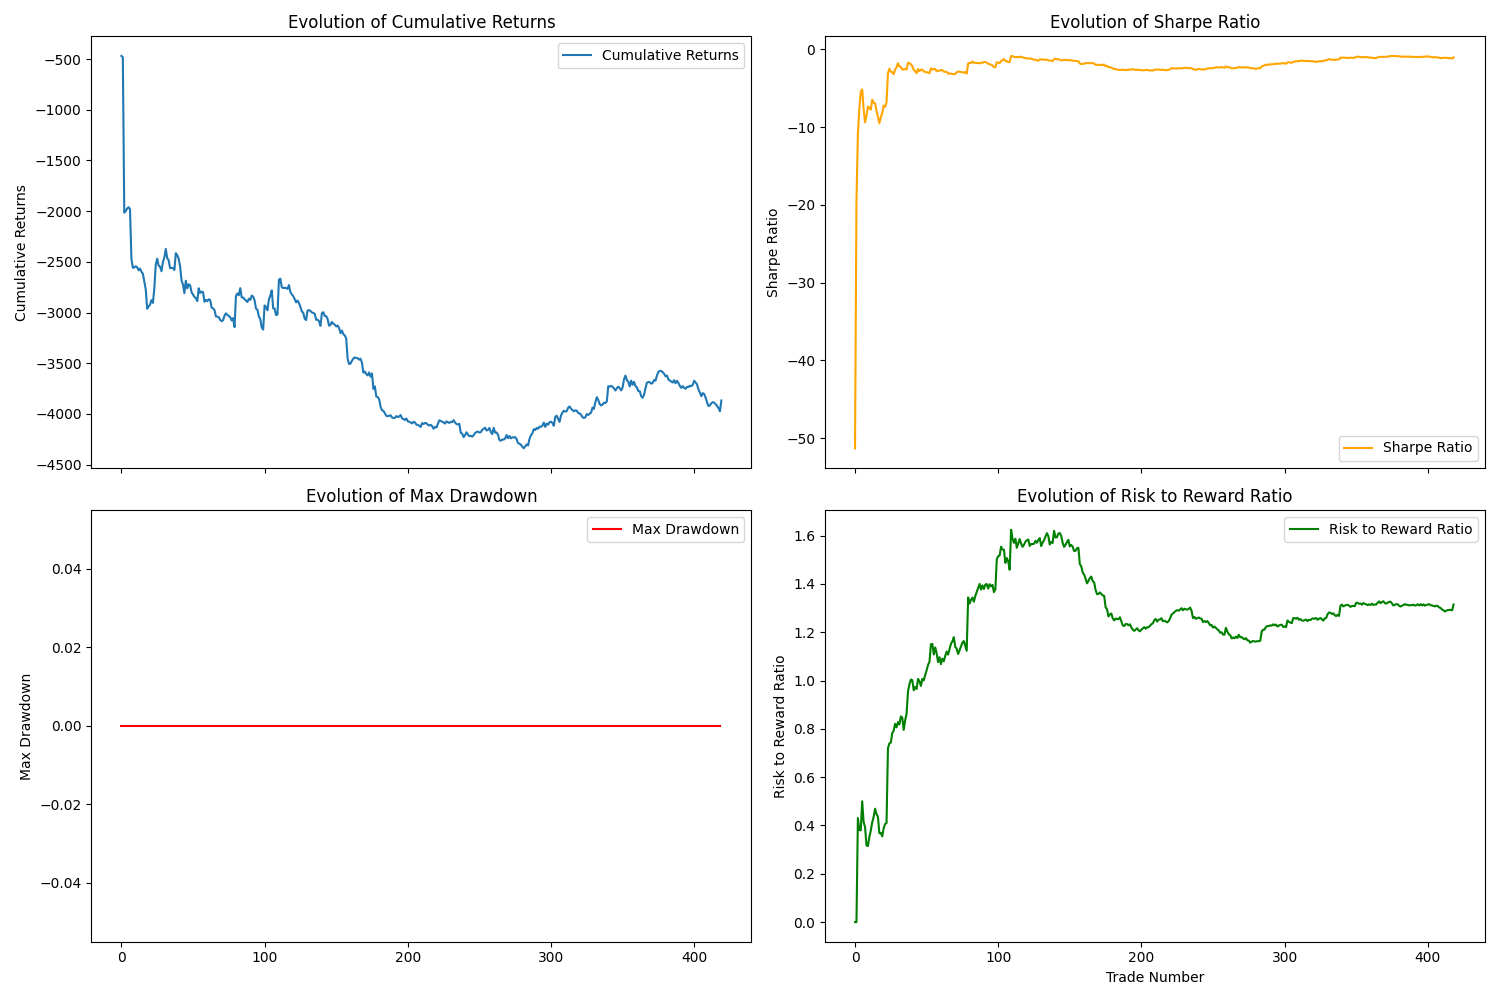 Evolution of Cumulative Returns
Cumulative Returns
−500
−1000
−1500
−2000
−2500
−3000
−3500
−4000
−4500
Cumulative Returns
Evolution of Sharpe Ratio
0
−10
−20
−30
−40
−50
Sharpe Ratio
Sharpe Ratio
Evolution of Max Drawdown
Max Drawdown
0.04
0.02
0.00
−0.02
−0.04
Max Drawdown
0 100 200 300 400
Evolution of Risk to Reward Ratio
Risk to Reward Ratio
1.6
1.4
1.2
1.0
0.8
0.6
0.4
0.2
0.0
Risk to Reward Ratio
0 100 200 300 400
Trade Number